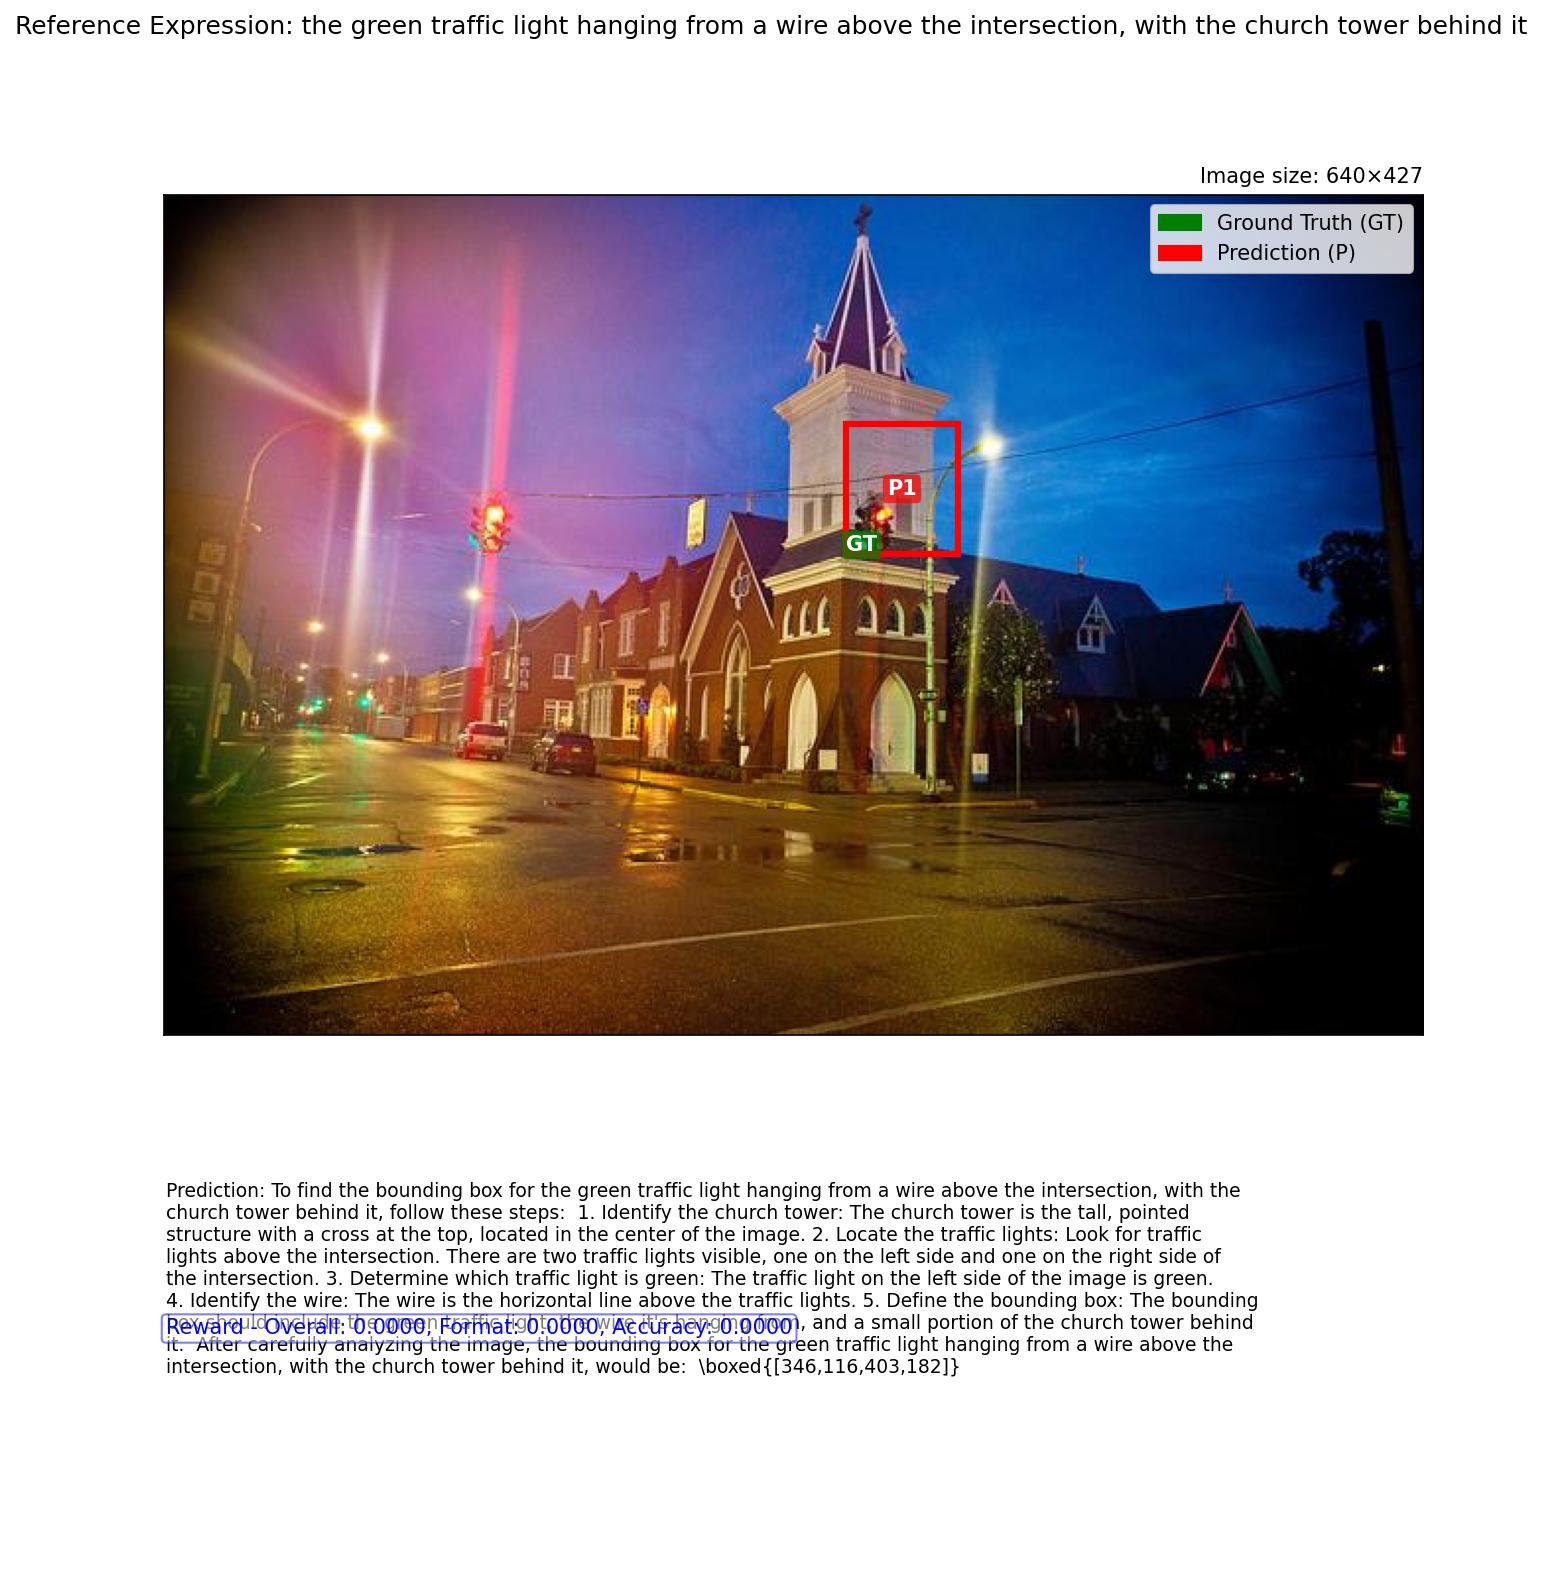 Reference Expression: the green traffic light hanging from a wire above the intersection, with the church tower behind it
Image size: 640×427
Ground Truth (GT)
Prediction (P)
P1
GT
Prediction: To find the bounding box for the green traffic light hanging from a wire above the intersection, with the
church tower behind it, follow these steps:  1. Identify the church tower: The church tower is the tall, pointed
structure with a cross at the top, located in the center of the image. 2. Locate the traffic lights: Look for traffic
lights above the intersection. There are two traffic lights visible, one on the left side and one on the right side of
the intersection. 3. Determine which traffic light is green: The traffic light on the left side of the image is green.
4. Identify the wire: The wire is the horizontal line above the traffic lights. 5. Define the bounding box: The bounding
box should include the green traffic light, the wire it's hanging from, and a small portion of the church tower behind
Reward - Overall: 0.0000, Format: 0.0000, Accuracy: 0.0000
it.  After carefully analyzing the image, the bounding box for the green traffic light hanging from a wire above the
intersection, with the church tower behind it, would be:  \boxed{[346,116,403,182]}